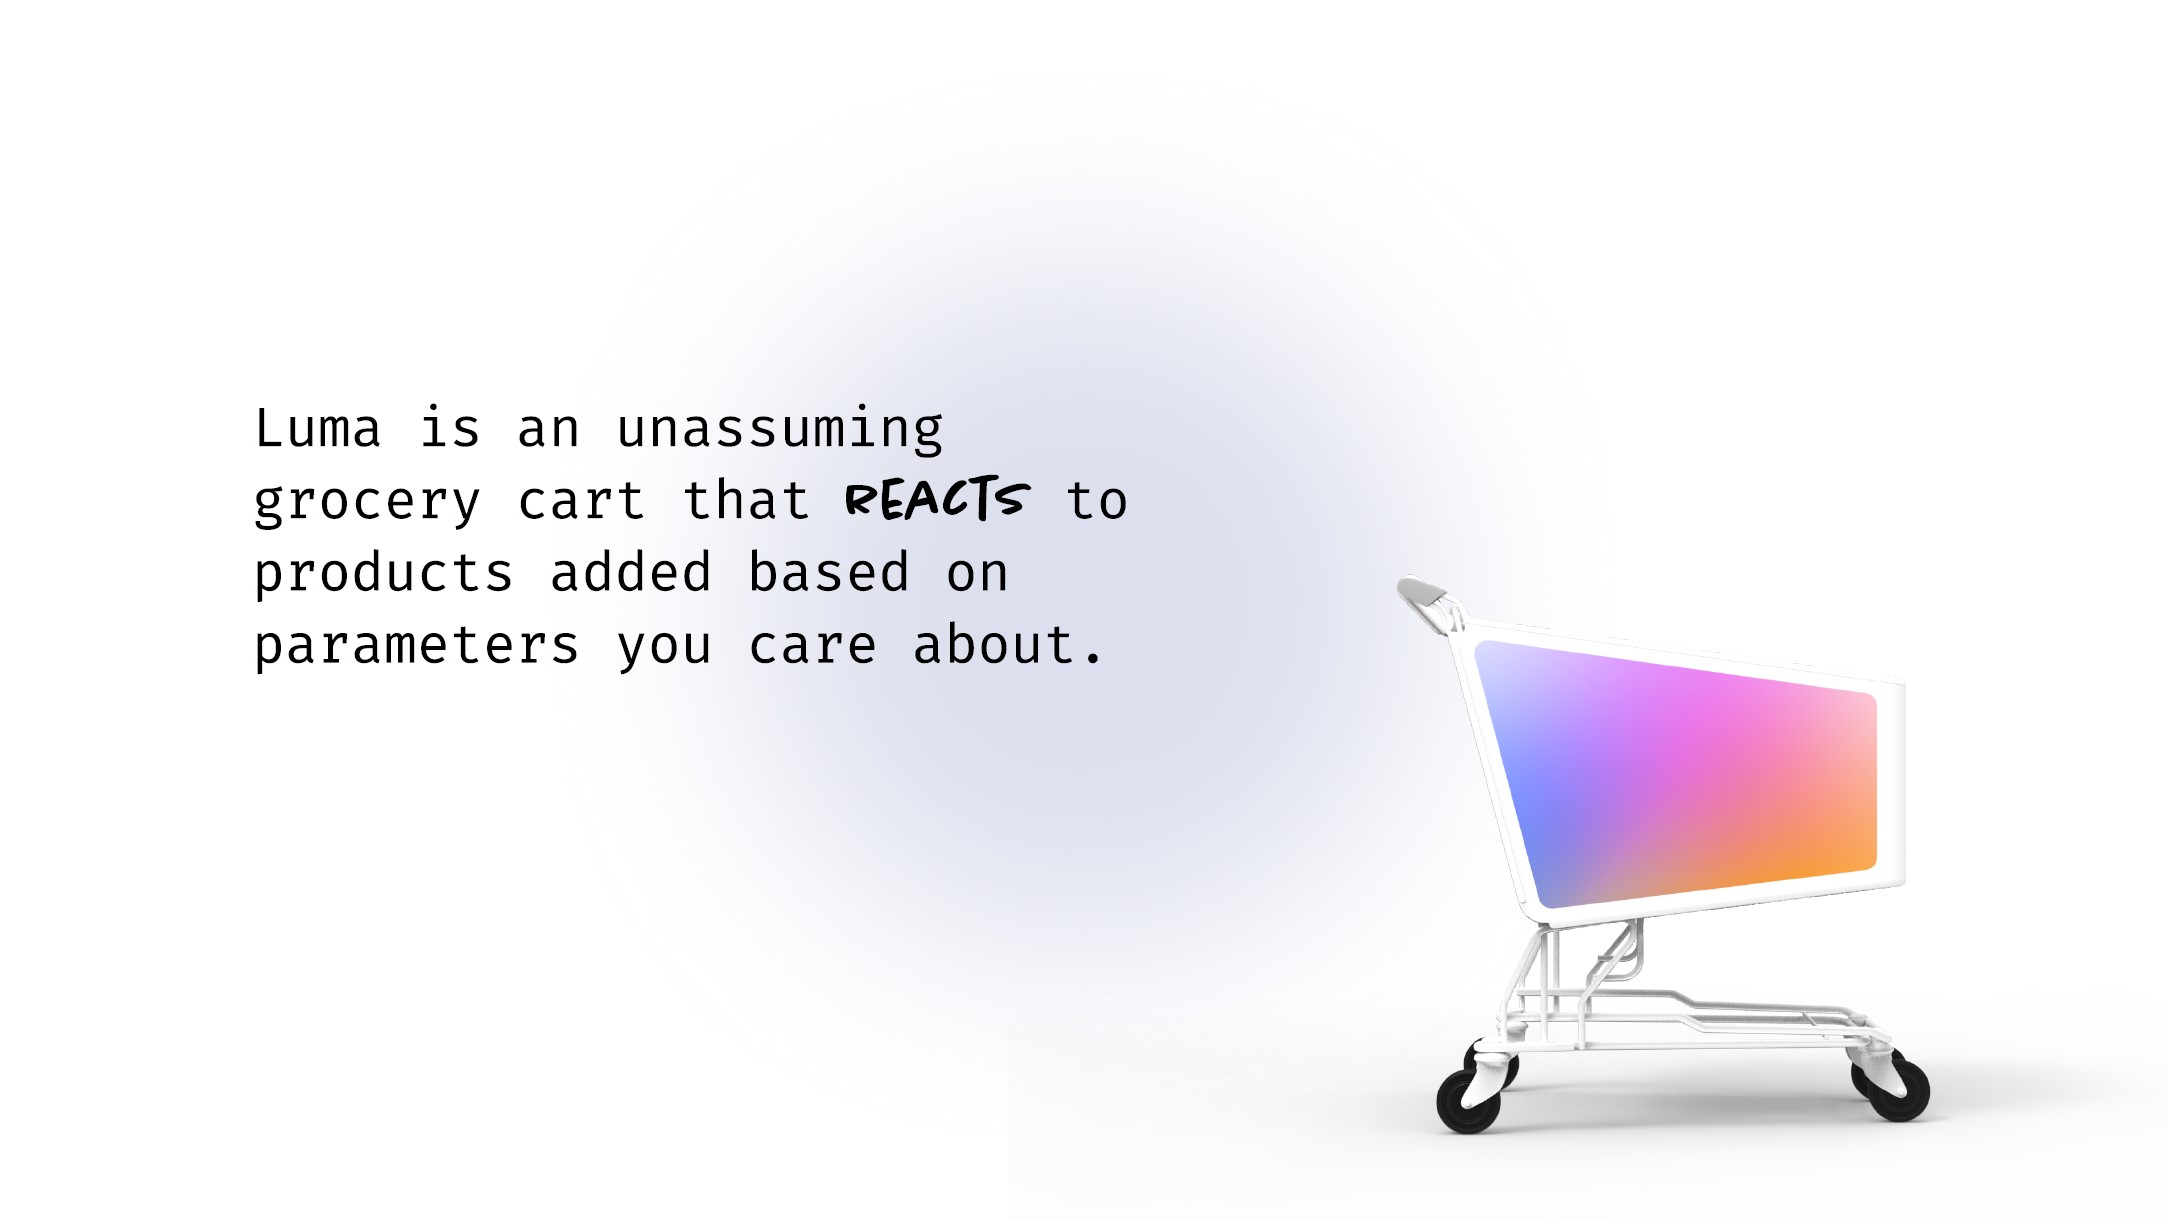 Luma is an unassuming
grocery cart that REACTS to
products added based on
parameters you care about.